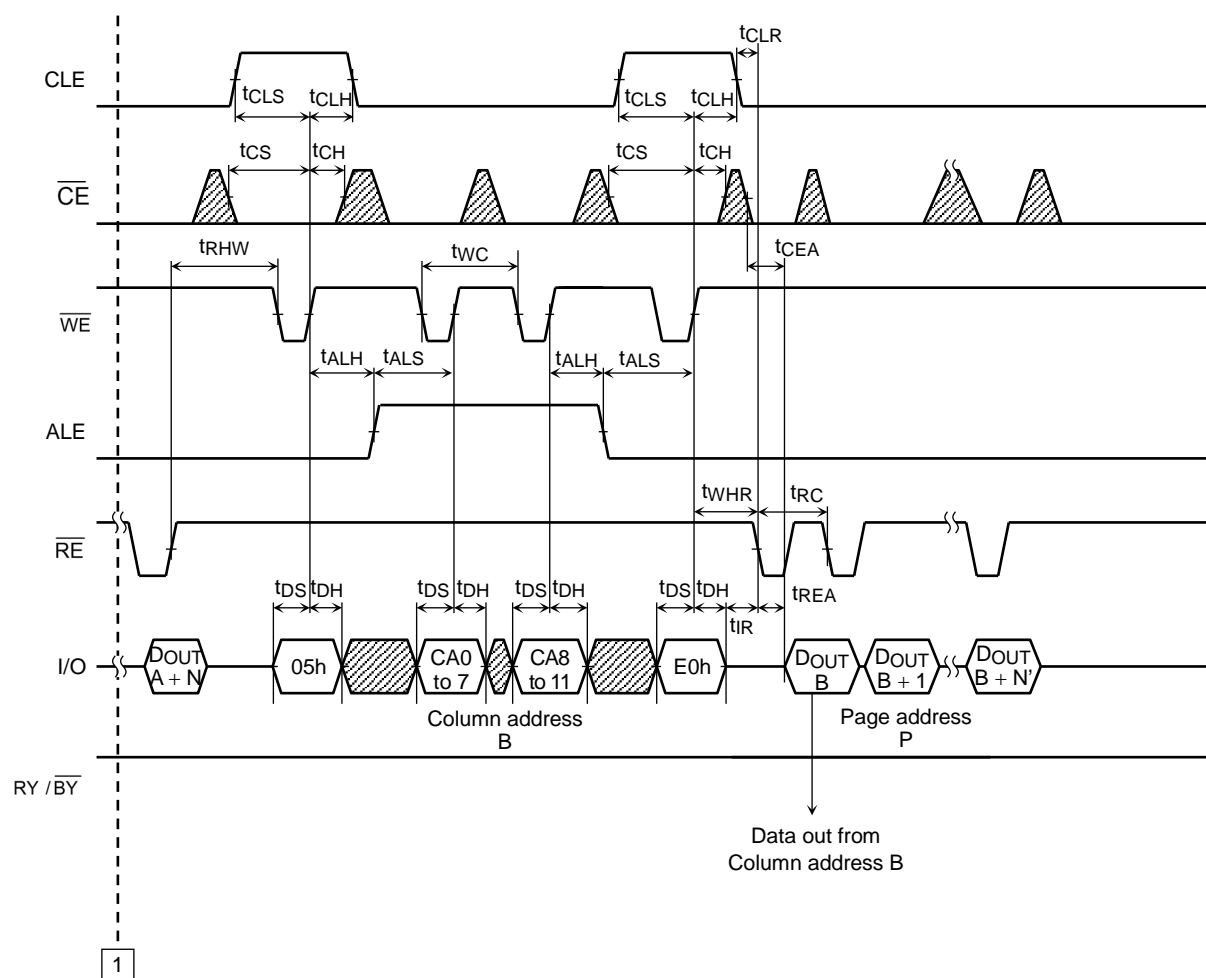 tCLR
CLE
tCLS tCLH tCLS tCLH
tCS tCH tCS tCH
CE
tRHW tWC tCEA
WE
tALH tALS tALH tALS
ALE
tWHR tRC
RE
tDS tDH tDS tDH tDS tDH tDS tDH tREA
tIR
I/O DOUT A + N 05h CA0 to 7 CA8 to 11 E0h DOUT B DOUT B + 1 DOUT B + N'
Column address B
Page address P
RY / BY
Data out from
Column address B
1